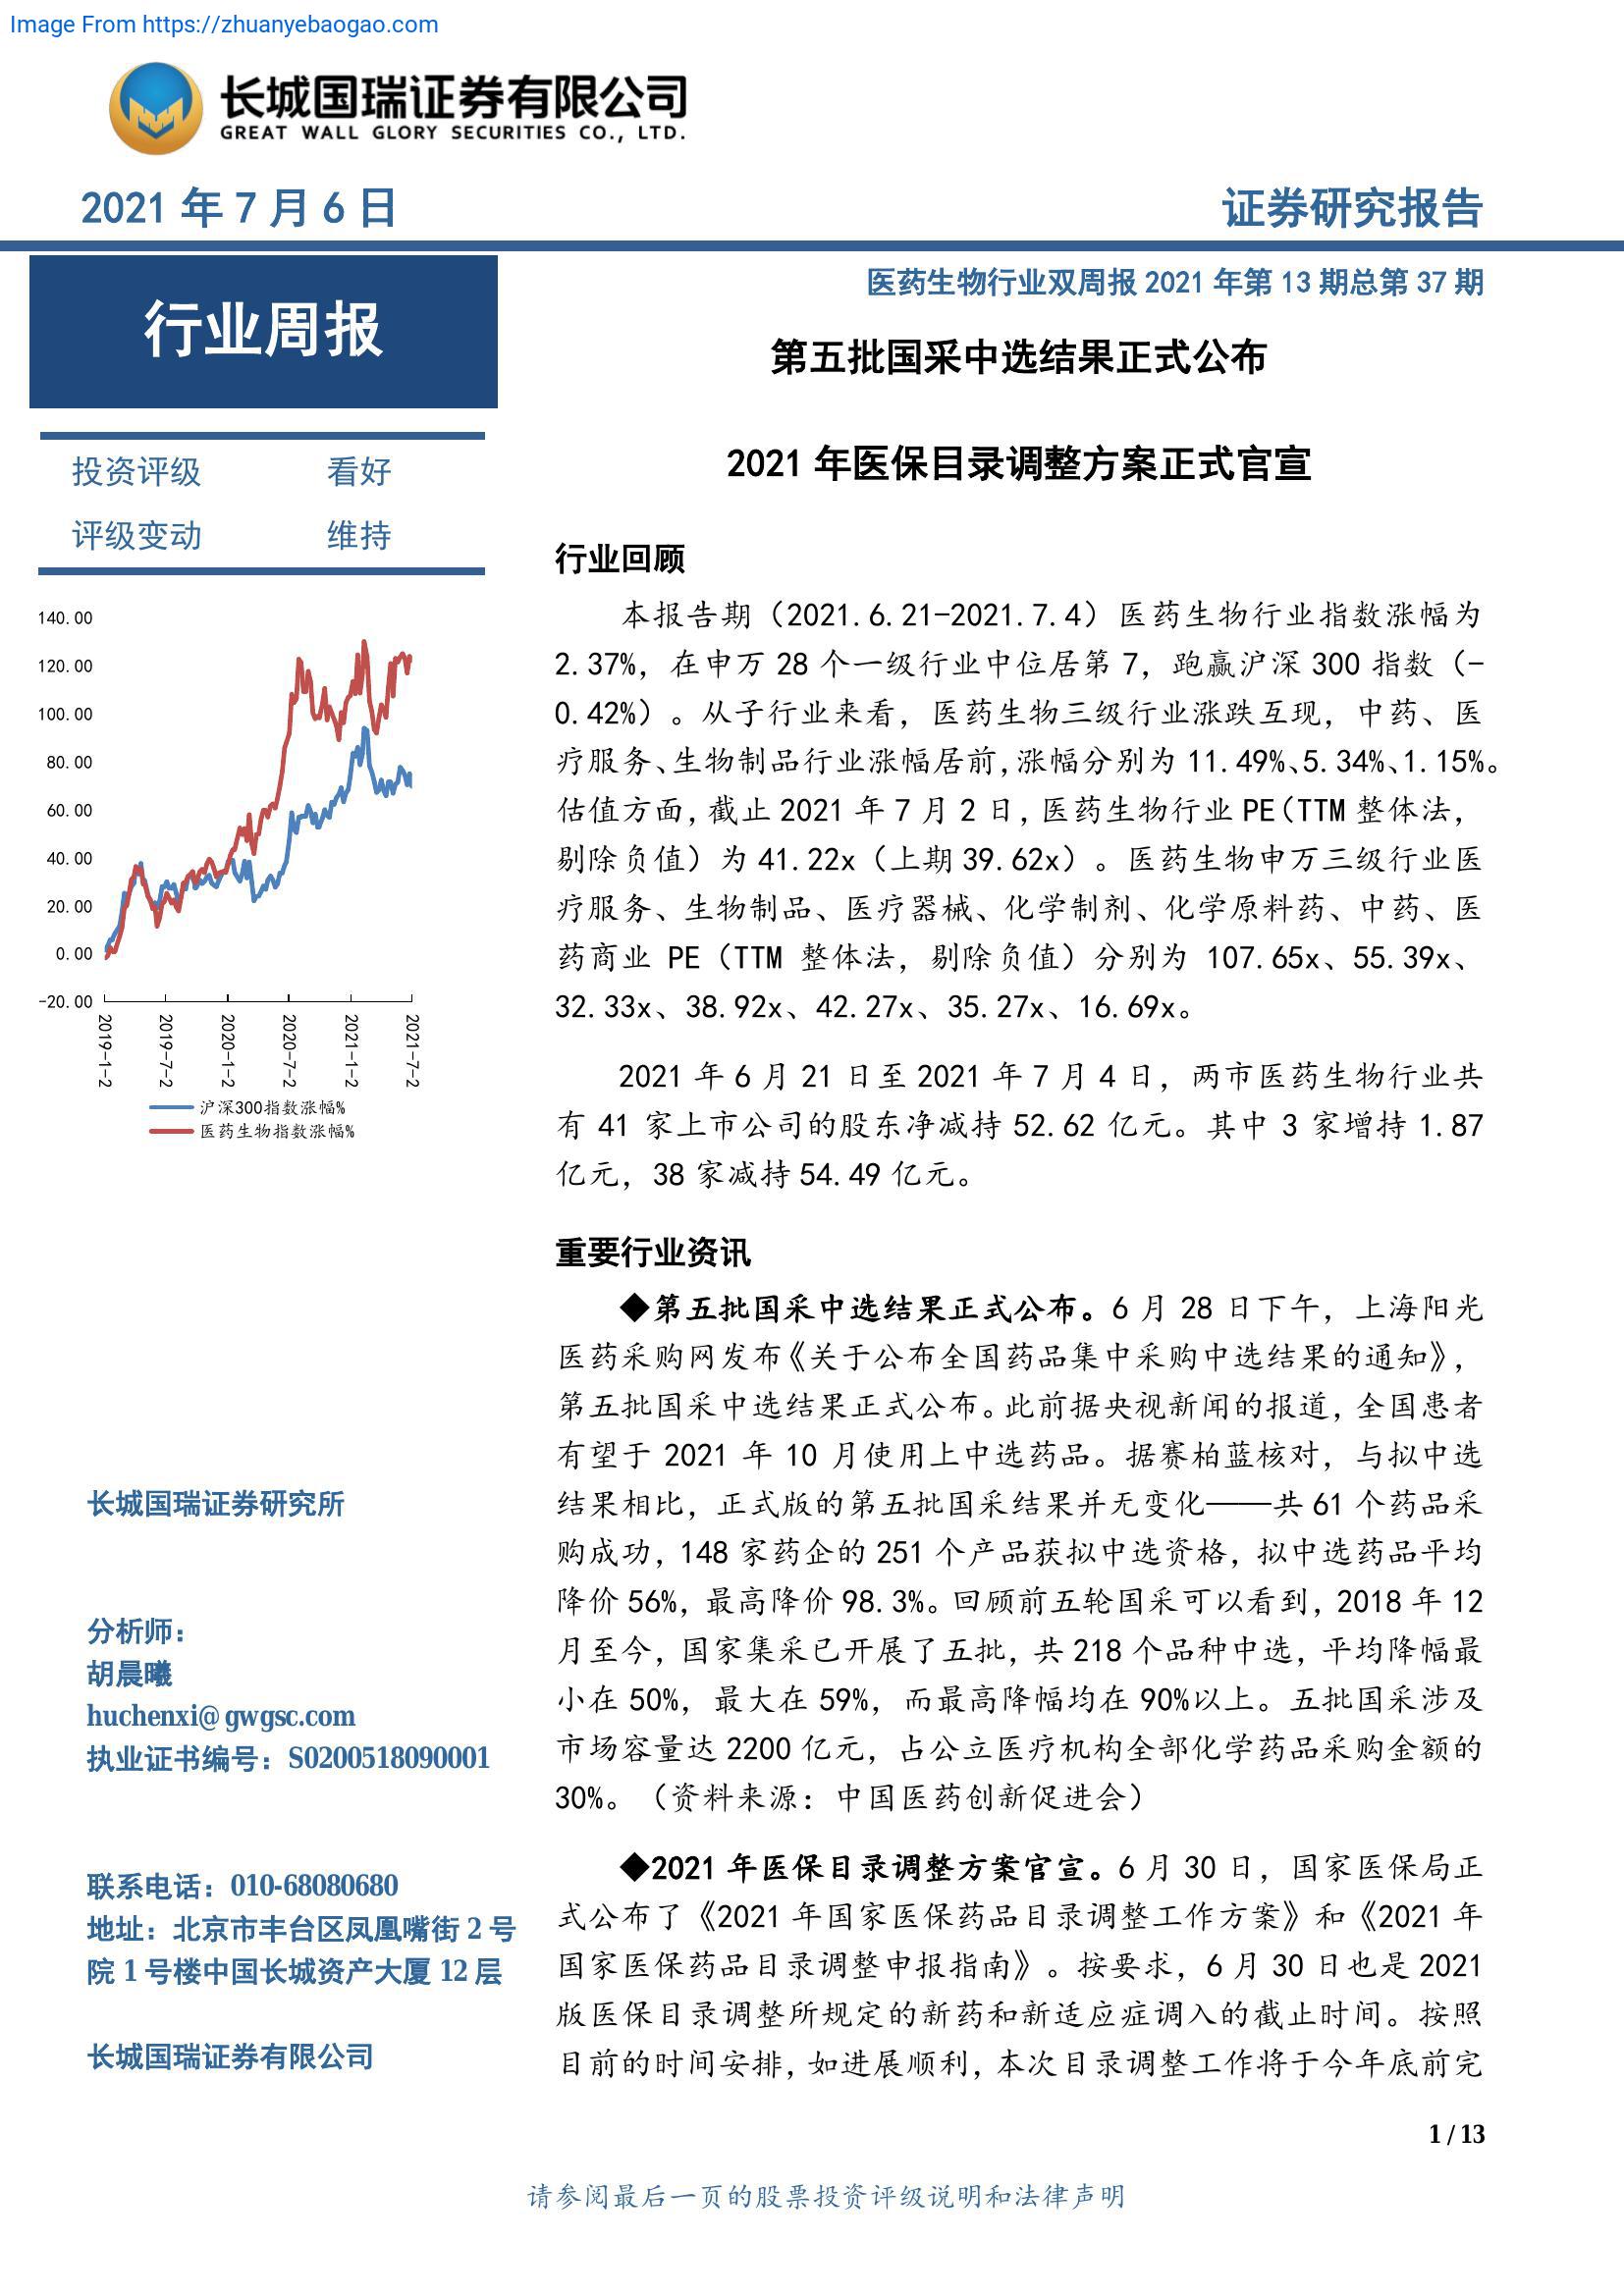 Image From https://zhuanyebaogao.com
长城国瑞证券有限公司
GREAT WALL GLORY SECURITIES CO., LTD.
2021 年 7 月 6 日
证券研究报告
行业周报
投资评级 看好
评级变动 维持
140.00
120.00
100.00
80.00
60.00
40.00
20.00
0.00
-20.00
2019-1-2
2019-7-2
2020-1-2
2020-7-2
2021-1-2
2021-7-2
沪深300指数涨幅%
医药生物指数涨幅%
长城国瑞证券研究所
分析师：
胡晨曦
huchenxi@gwgsc.com
执业证书编号：S0200518090001
联系电话：010-68080680
地址：北京市丰台区凤凰嘴街 2 号
院 1 号楼中国长城资产大厦 12 层
长城国瑞证券有限公司
医药生物行业双周报 2021 年第 13 期总第 37 期
第五批国采中选结果正式公布
2021 年医保目录调整方案正式官宣
行业回顾
本报告期（2021.6.21-2021.7.4）医药生物行业指数涨幅为
2.37%，在申万 28 个一级行业中位居第 7，跑赢沪深 300 指数（-
0.42%）。从子行业来看，医药生物三级行业涨跌互现，中药、医
疗服务、生物制品行业涨幅居前，涨幅分别为 11.49%、5.34%、1.15%。
估值方面，截止 2021 年 7 月 2 日，医药生物行业 PE（TTM 整体法，
剔除负值）为 41.22x（上期 39.62x）。医药生物申万三级行业医
疗服务、生物制品、医疗器械、化学制剂、化学原料药、中药、医
药商业 PE（TTM 整体法，剔除负值）分别为 107.65x、55.39x、
32.33x、38.92x、42.27x、35.27x、16.69x。
2021 年 6 月 21 日至 2021 年 7 月 4 日，两市医药生物行业共
有 41 家上市公司的股东净减持 52.62 亿元。其中 3 家增持 1.87
亿元，38 家减持 54.49 亿元。
重要行业资讯
◆第五批国采中选结果正式公布。6 月 28 日下午，上海阳光
医药采购网发布《关于公布全国药品集中采购中选结果的通知》，
第五批国采中选结果正式公布。此前据央视新闻的报道，全国患者
有望于 2021 年 10 月使用上中选药品。据赛柏蓝核对，与拟中选
结果相比，正式版的第五批国采结果并无变化——共 61 个药品采
购成功，148 家药企的 251 个产品获拟中选资格，拟中选药品平均
降价 56%，最高降价 98.3%。回顾前五轮国采可以看到，2018 年 12
月至今，国家集采已开展了五批，共 218 个品种中选，平均降幅最
小在 50%，最大在 59%，而最高降幅均在 90%以上。五批国采涉及
市场容量达 2200 亿元，占公立医疗机构全部化学药品采购金额的
30%。（资料来源：中国医药创新促进会）
◆2021 年医保目录调整方案官宣。6 月 30 日，国家医保局正
式公布了《2021 年国家医保药品目录调整工作方案》和《2021 年
国家医保药品目录调整申报指南》。按要求，6 月 30 日也是 2021
版医保目录调整所规定的新药和新适应症调入的截止时间。按照
目前的时间安排，如进展顺利，本次目录调整工作将于今年底前完
1 / 13
请参阅最后一页的股票投资评级说明和法律声明